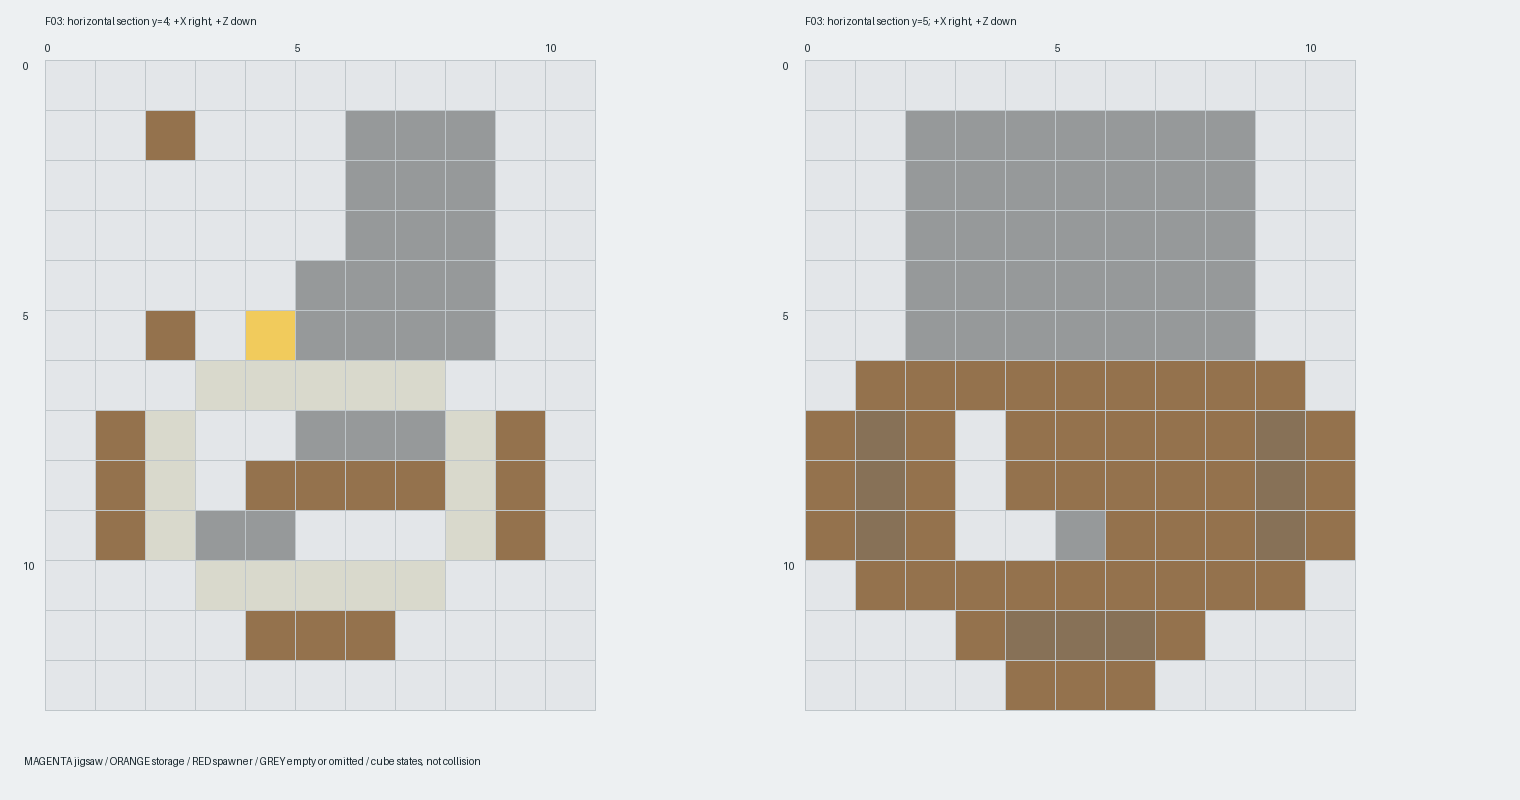 F03: horizontal section y=4; +X right, +Z down
F03: horizontal section y=5; +X right, +Z down
0 5 10
0 5 10
0
0
5
5
10
10
MAGENTA jigsaw / ORANGE storage / RED spawner / GREY empty or omitted / cube states, not collision